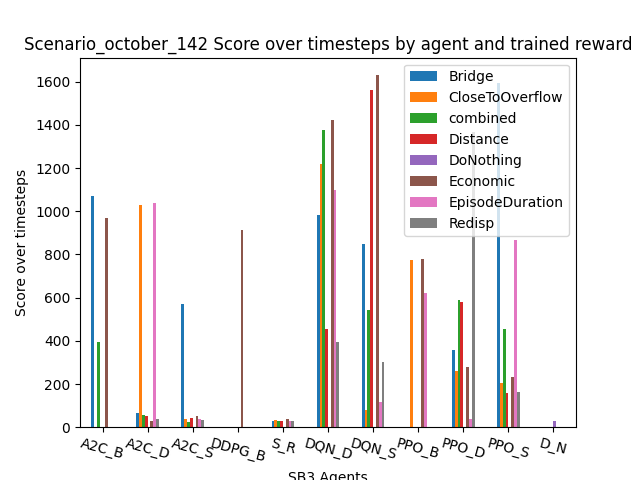 Scenario_october_142 Score over timesteps by agent and trained reward
Score over timesteps
1600
1400
1200
1000
800
600
400
200
0
Bridge
CloseToOverflow
combined
Distance
DoNothing
Economic
EpisodeDuration
Redisp
A2C_B
A2C_D
A2C_S
DDPG_B
S_R
DQN_D
DQN_S
PPO_B
PPO_D
PPO_S
D_N
SB3 Agents